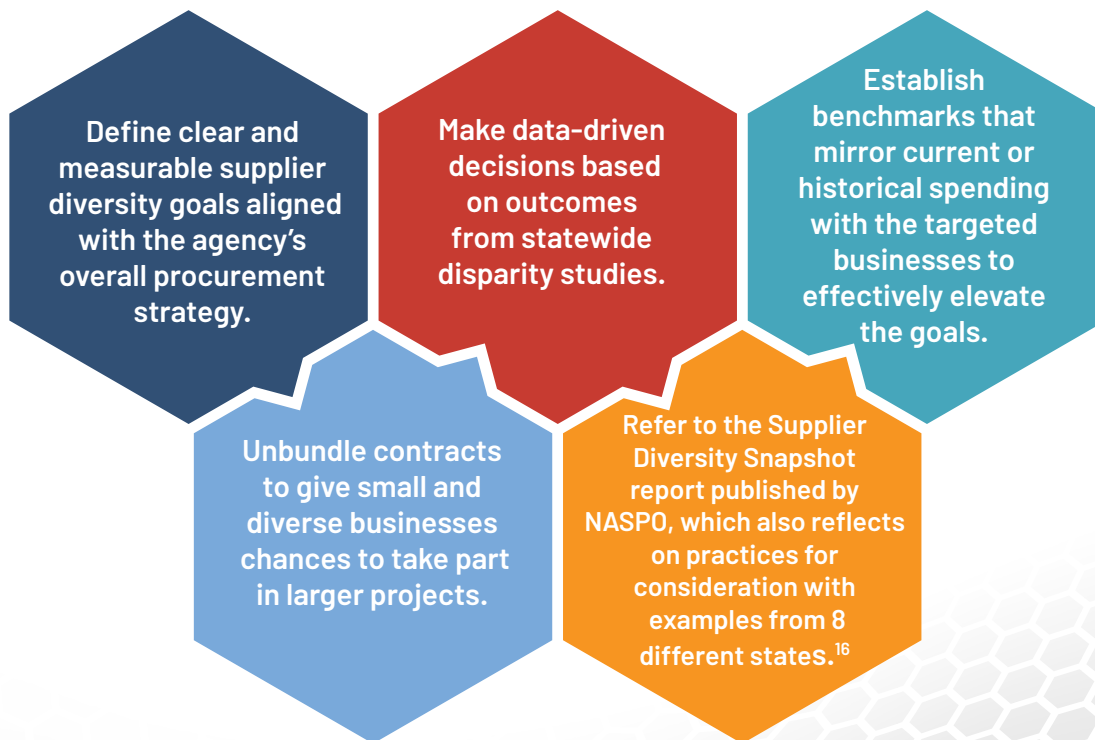 Define clear and
measurable supplier
diversity goals aligned
with the agency’s
overall procurement
strategy.
Make data-driven
decisions based
on outcomes
from statewide
disparity studies.
Establish
benchmarks that
mirror current or
historical spending
with the targeted
businesses to
effectively elevate
the goals.
Unbundle contracts
to give small and
diverse businesses
chances to take part
in larger projects.
Refer to the Supplier
Diversity Snapshot
report published by
NASPO, which also reflects
on practices for
consideration with
examples from 8
different states.16